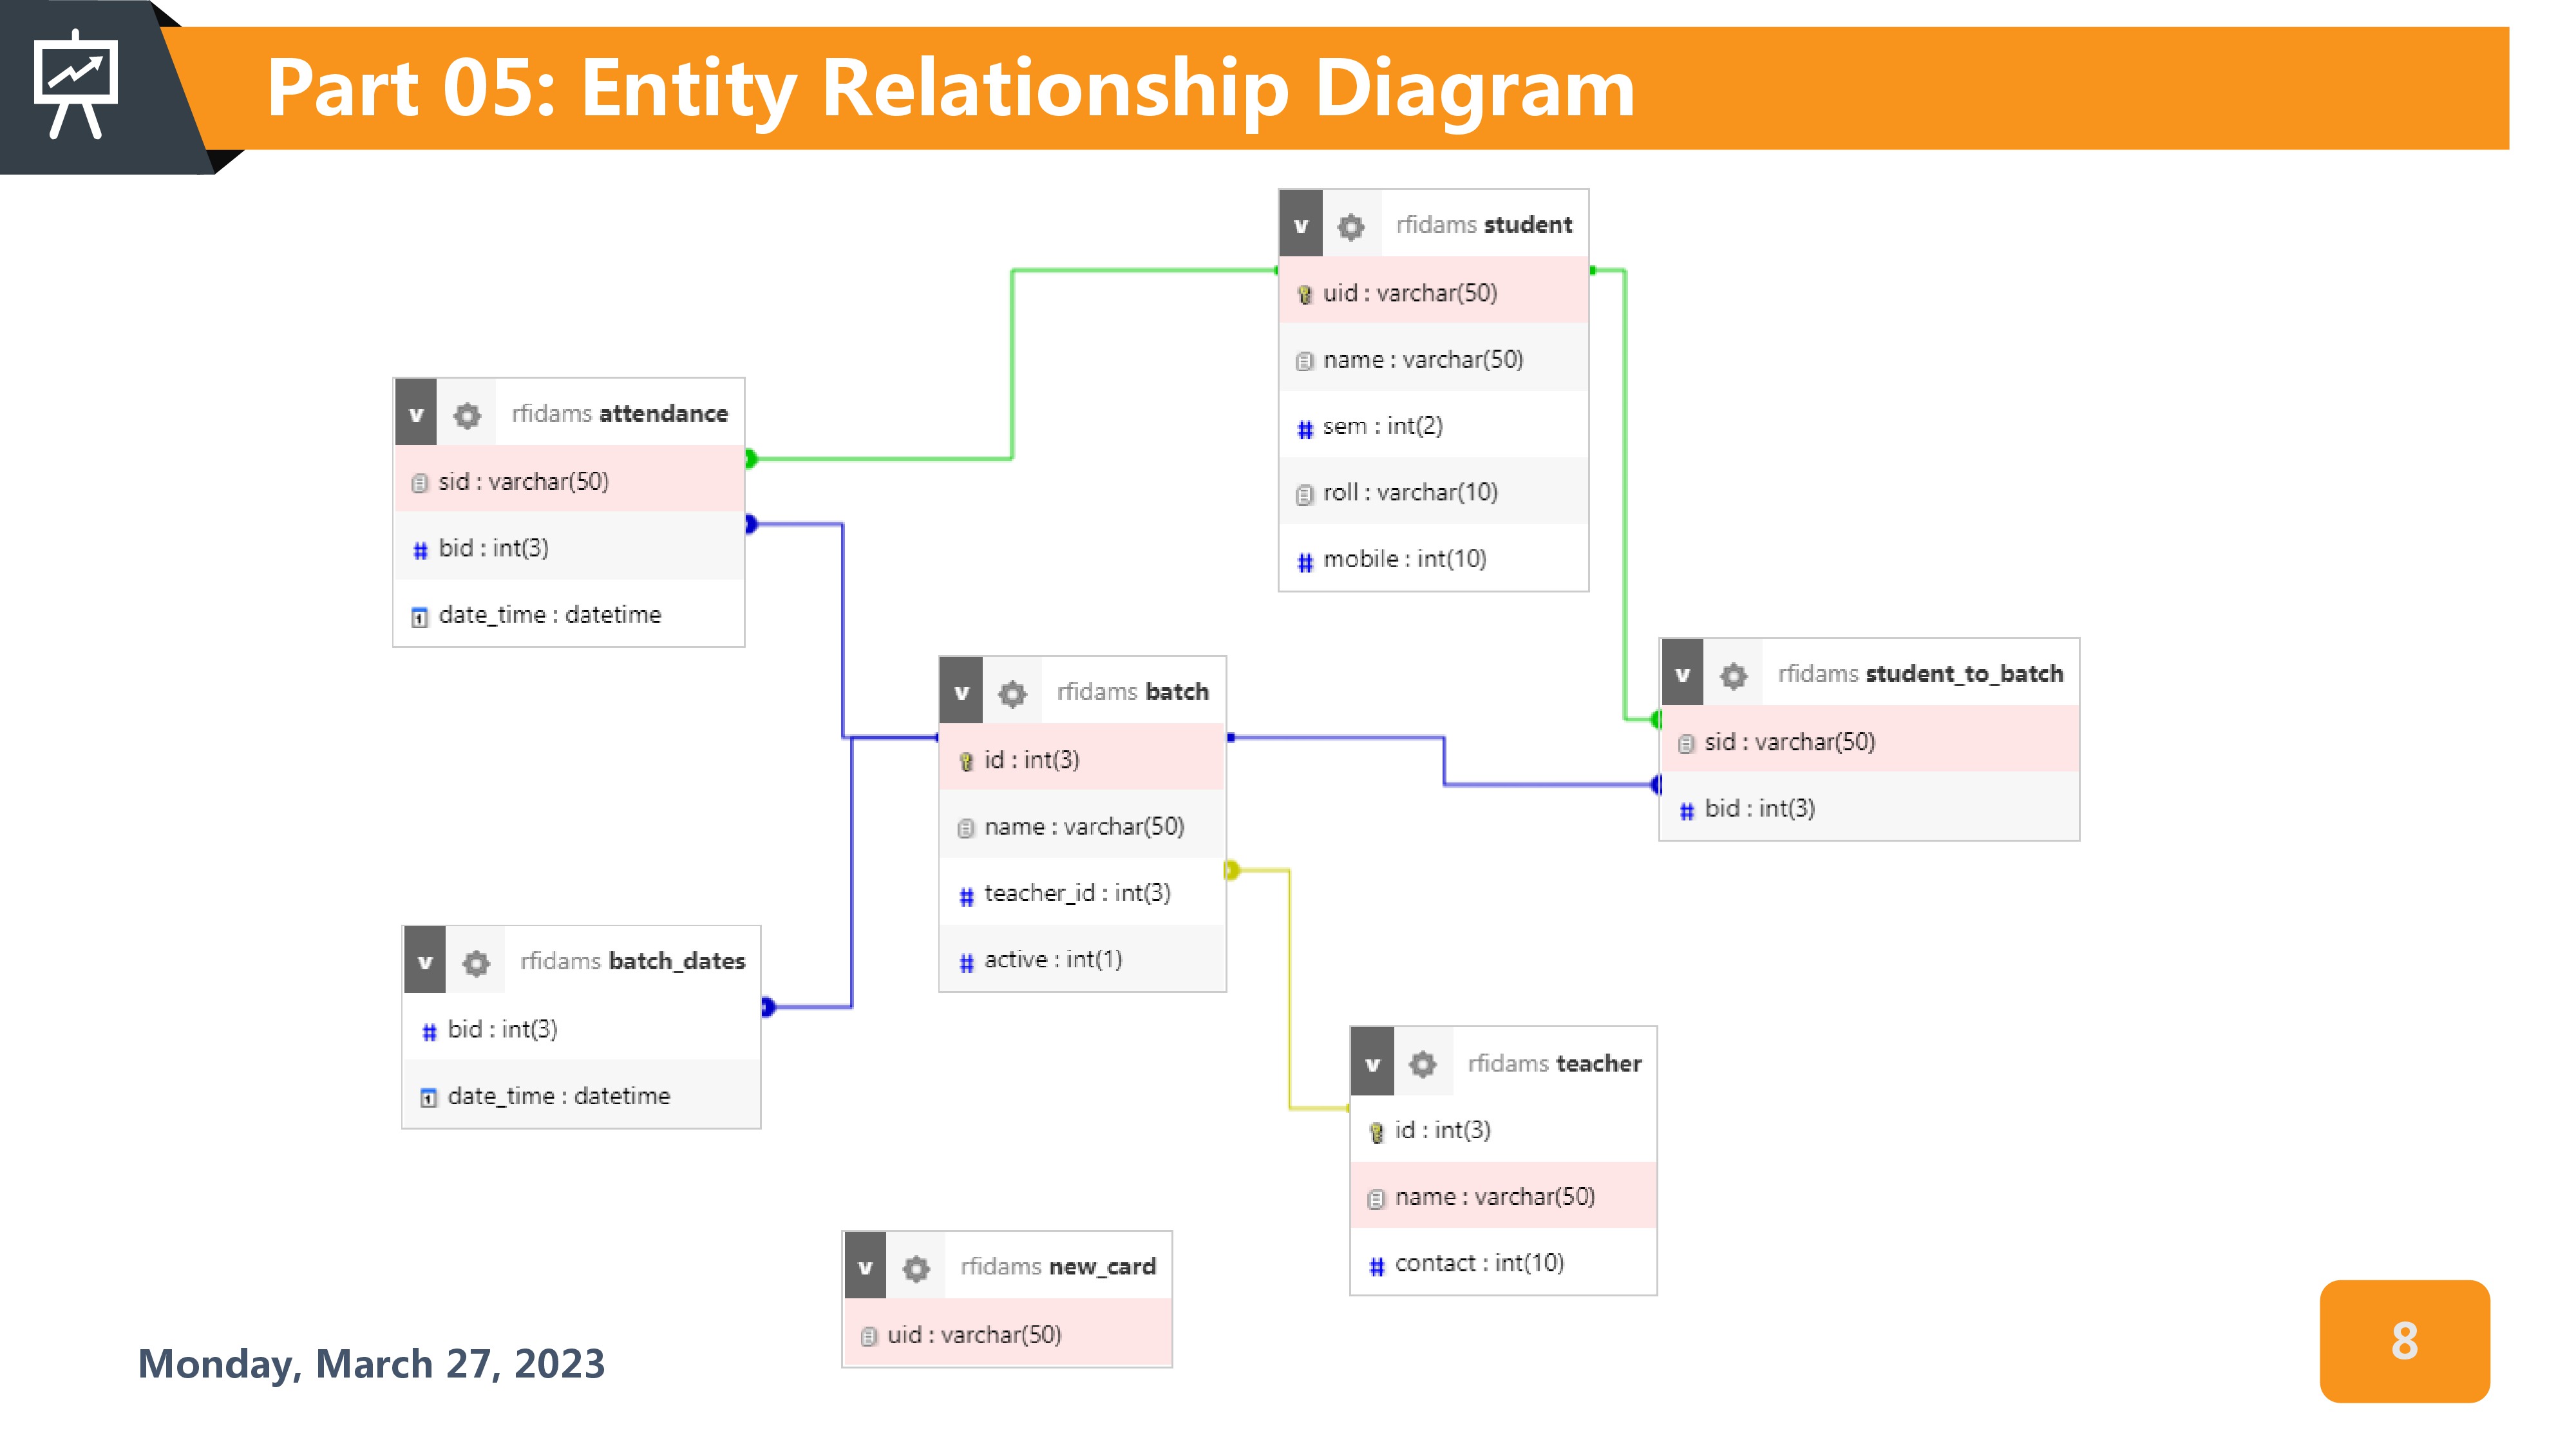 Part 05: Entity Relationship Diagram
v rfidams student
uid : varchar(50)
name : varchar(50)
# sem : int(2)
roll : varchar(10)
# mobile : int(10)
v rfidams attendance
sid : varchar(50)
# bid : int(3)
date_time : datetime
v rfidams batch
id : int(3)
name : varchar(50)
# teacher_id : int(3)
# active : int(1)
v rfidams student_to_batch
sid : varchar(50)
# bid : int(3)
v rfidams batch_dates
# bid : int(3)
date_time : datetime
v rfidams teacher
id : int(3)
name : varchar(50)
# contact : int(10)
v rfidams new_card
uid : varchar(50)
Monday, March 27, 2023
8